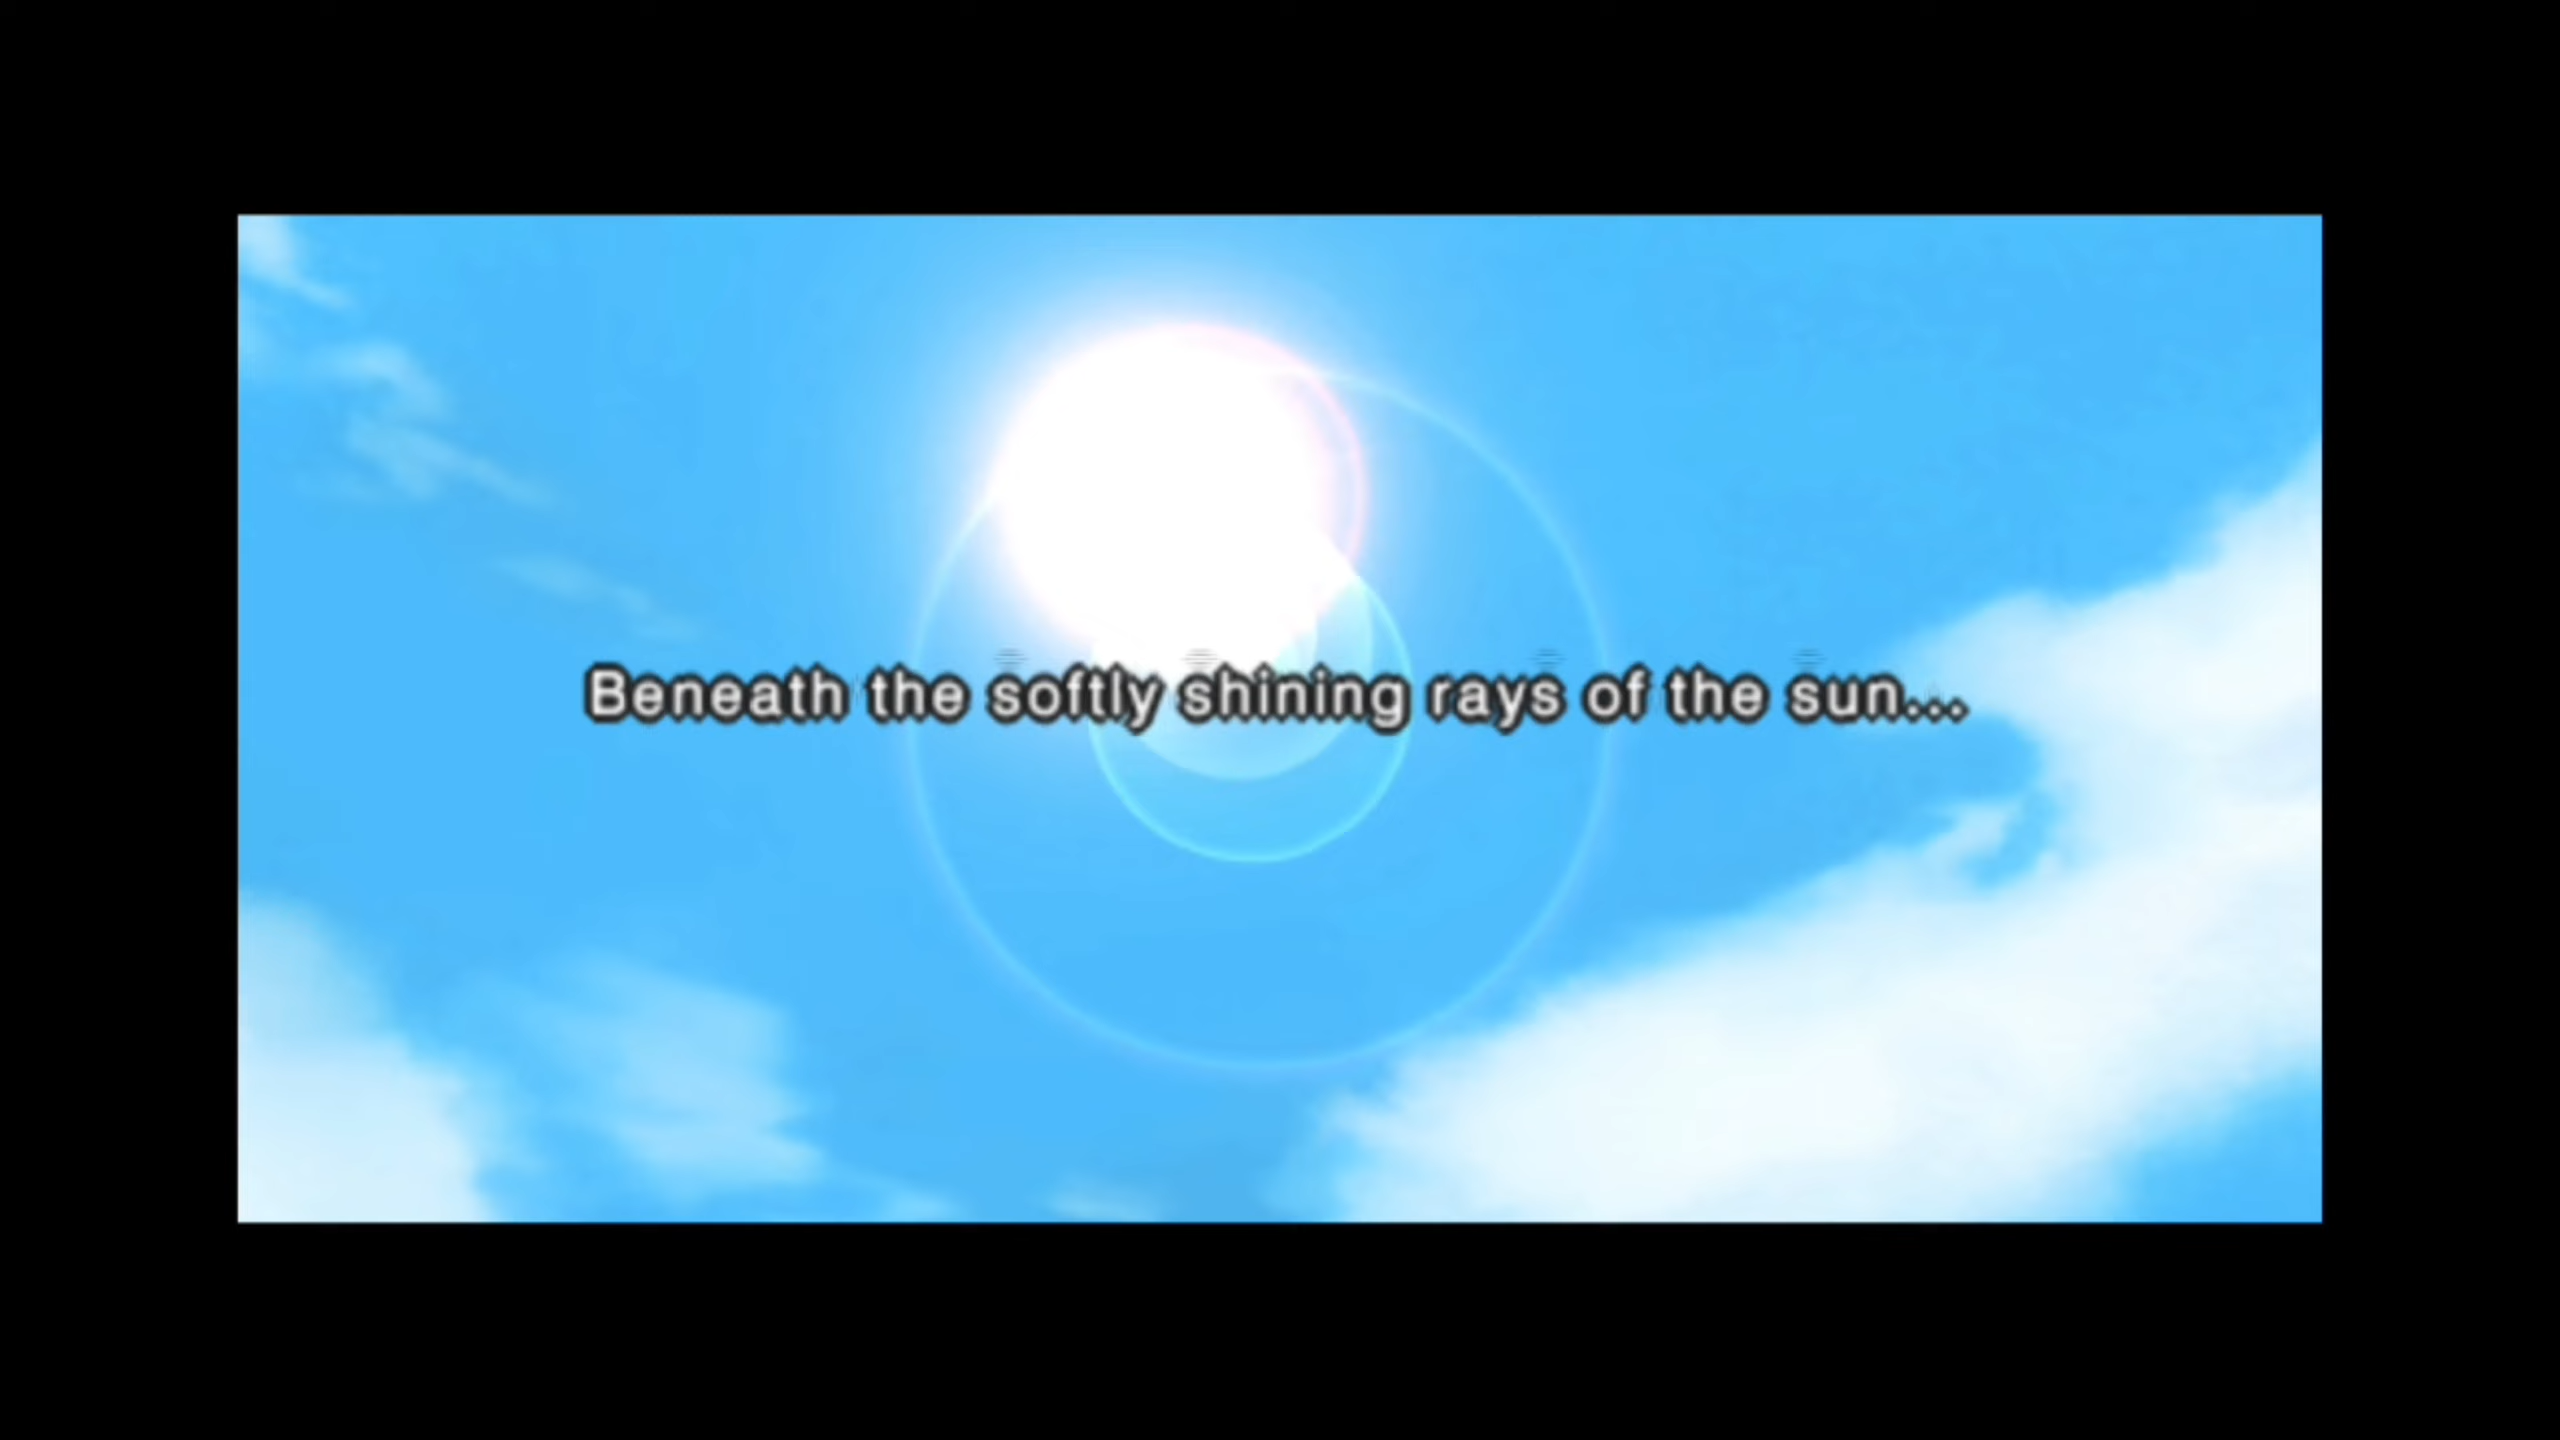 Beneath the softly shining rays of the sun...